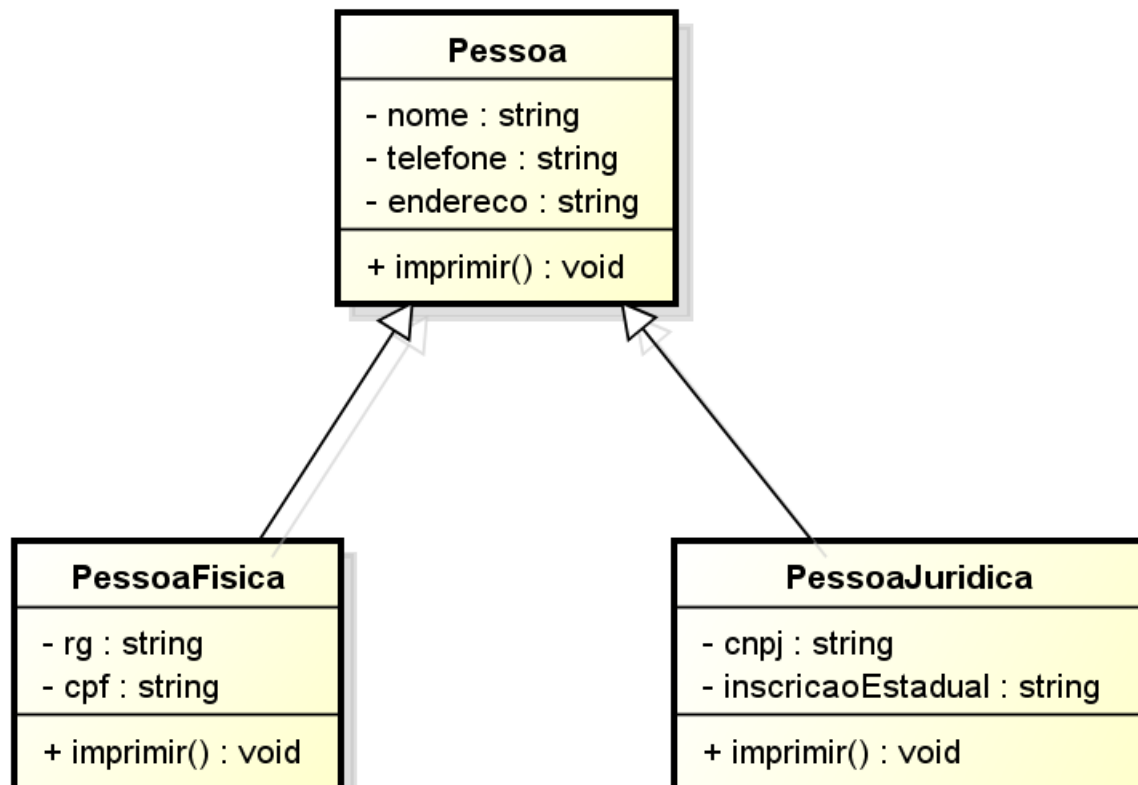 Pessoa
- nome : string
- telefone : string
- endereco : string
+ imprimir() : void
PessoaFisica
- rg : string
- cpf : string
+ imprimir() : void
PessoaJuridica
- cnpj : string
- inscricaoEstadual : string
+ imprimir() : void